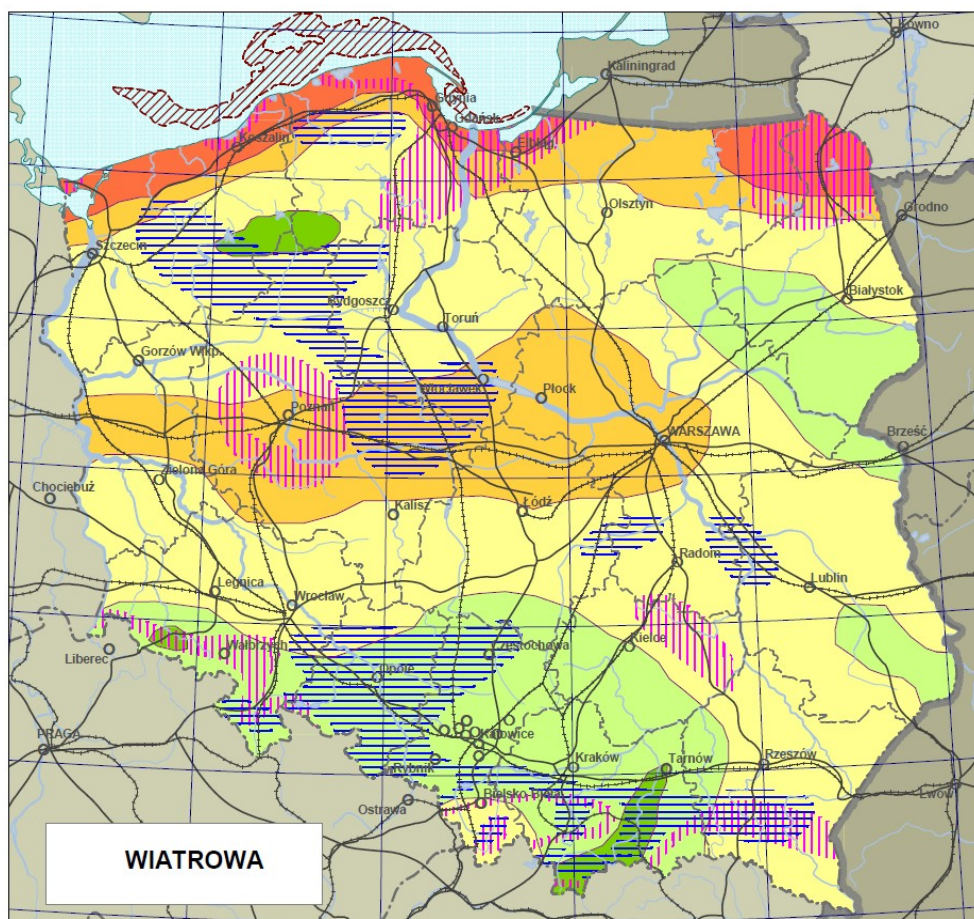 Kowno
Kaliningrad
Gdynia
Gdańsk
Koszalin
Elbląg
Olsztyn
Grodno
Szczecin
Białystok
Bydgoszcz
Toruń
Gorzów Wlkp.
Włocławek
Płock
Poznań
WARSZAWA
Brześć
Zielona Góra
Chociębuż
Kalisz
Łódź
Radom
Legnica
Lublin
Wrocław
Kielce
Liberec
Wałbrzych
Częstochowa
Opole
PRAGA
Katowice
Rybnik
Kraków
Tarnów
Rzeszów
Lwów
Ostrawa
Bielsko-Biała
WIATROWA